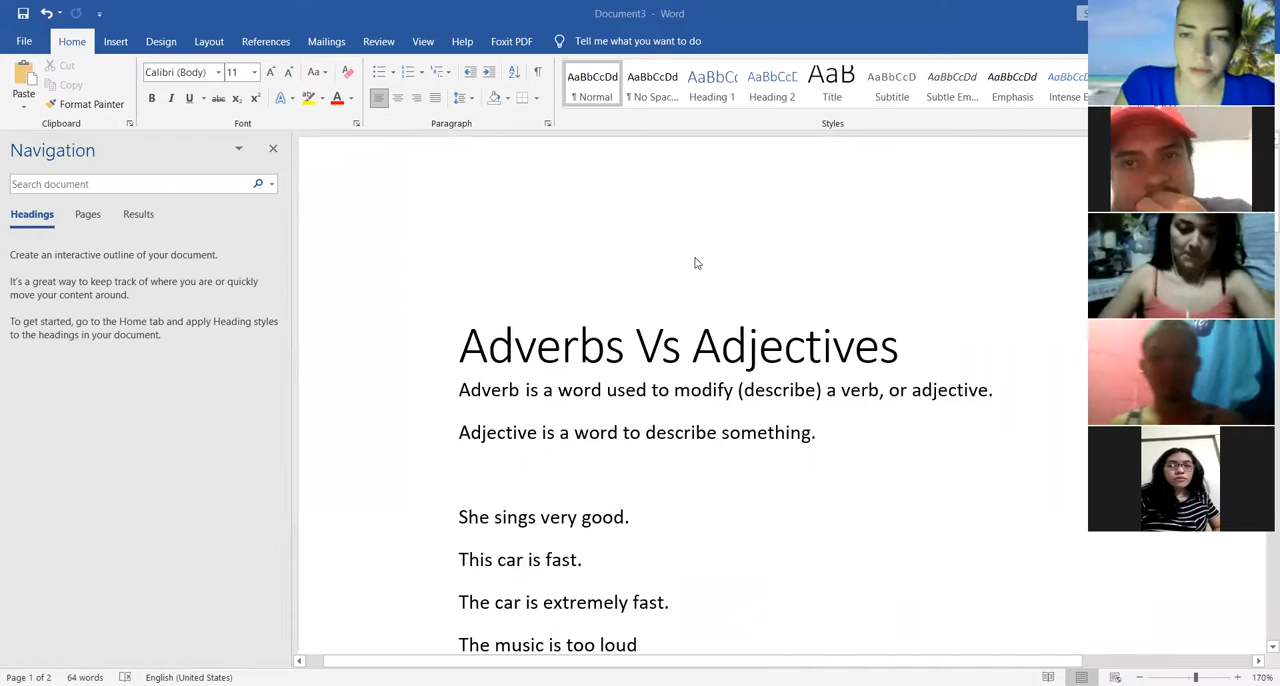 Document3 - Word
File Home Insert Design Layout References Mailings Review View Help Foxit PDF Tell me what you want to do
Paste
Cut
Copy
Format Painter
Clipboard
Calibri (Body) 11
Aa
B I U abc X₂ X² A A
Font
Paragraph
AaBbCcDd AaBbCcDd AaBbC( AaBbCcE AaB AaBbCcD AaBbCcDd AaBbCcDd AaBbCcDd
¶ Normal ¶ No Spac... Heading 1 Heading 2 Title Subtitle Subtle Em... Emphasis Intense E
Styles
Navigation
Search document
Headings Pages Results
Create an interactive outline of your document.
It's a great way to keep track of where you are or quickly
move your content around.
To get started, go to the Home tab and apply Heading styles
to the headings in your document.
Adverbs Vs Adjectives
Adverb is a word used to modify (describe) a verb, or adjective.
Adjective is a word to describe something.
She sings very good.
This car is fast.
The car is extremely fast.
The music is too loud
Page 1 of 2 64 words English (United States) 170%